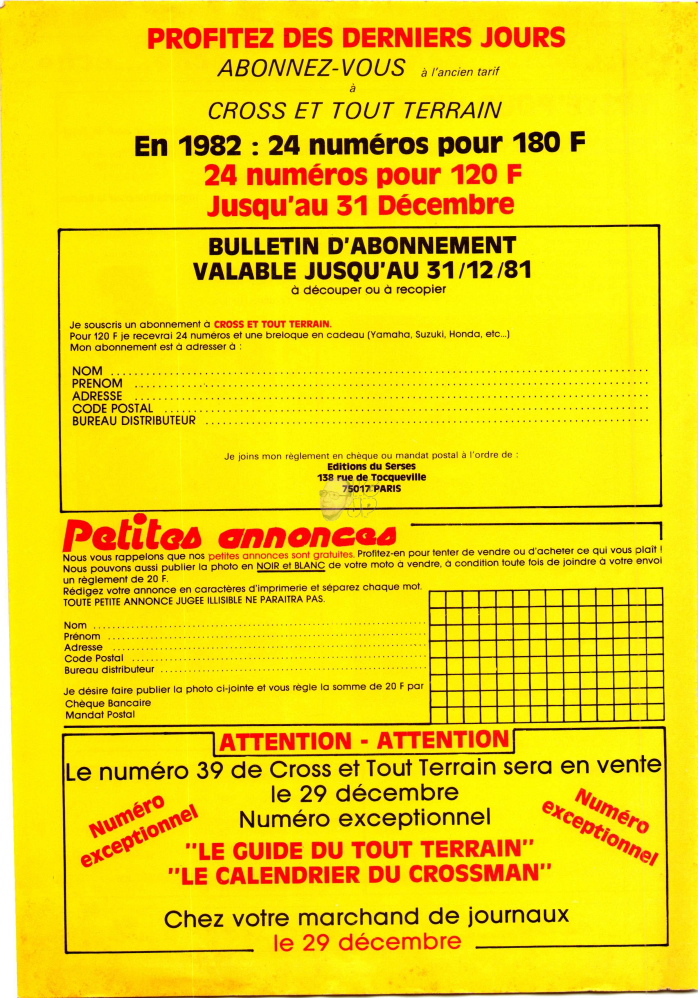 PROFITEZ DES DERNIERS JOURS
ABONNEZ-VOUS à l'ancien tarif
à
CROSS ET TOUT TERRAIN
En 1982 : 24 numéros pour 180 F
24 numéros pour 120 F
Jusqu'au 31 Décembre
BULLETIN D'ABONNEMENT
VALABLE JUSQU'AU 31/12/81
à découper ou à recopier
Je souscris un abonnement à CROSS ET TOUT TERRAIN.
Pour 120 F je recevrai 24 numéros et une breloque en cadeau (Yamaha, Suzuki, Honda, etc...)
Mon abonnement est à adresser à :
NOM
PRENOM
ADRESSE
CODE POSTAL
BUREAU DISTRIBUTEUR
Je joins mon règlement en chèque ou mandat postal à l'ordre de :
Editions du Serses
138 rue de Tocqueville
75017 PARIS
Petites annonces
Nous vous rappelons que nos petites annonces sont gratuites. Profitez-en pour tenter de vendre ou d'acheter ce qui vous plaît !
Nous pouvons aussi publier la photo en NOIR et BLANC de votre moto à vendre, à condition toute fois de joindre à votre envoi
un règlement de 20 F.
Rédigez votre annonce en caractères d'imprimerie et séparez chaque mot.
TOUTE PETITE ANNONCE JUGEE ILLISIBLE NE PARAITRA PAS.
Nom
Prénom
Adresse
Code Postal
Bureau distributeur
Je désire faire publier la photo ci-jointe et vous règle la somme de 20 F par
Chèque Bancaire
Mandat Postal
ATTENTION - ATTENTION
Le numéro 39 de Cross et Tout Terrain sera en vente
le 29 décembre
Numéro exceptionnel
Numéro
exceptionnel
Numéro
exceptionnel
"LE GUIDE DU TOUT TERRAIN"
"LE CALENDRIER DU CROSSMAN"
Chez votre marchand de journaux
le 29 décembre